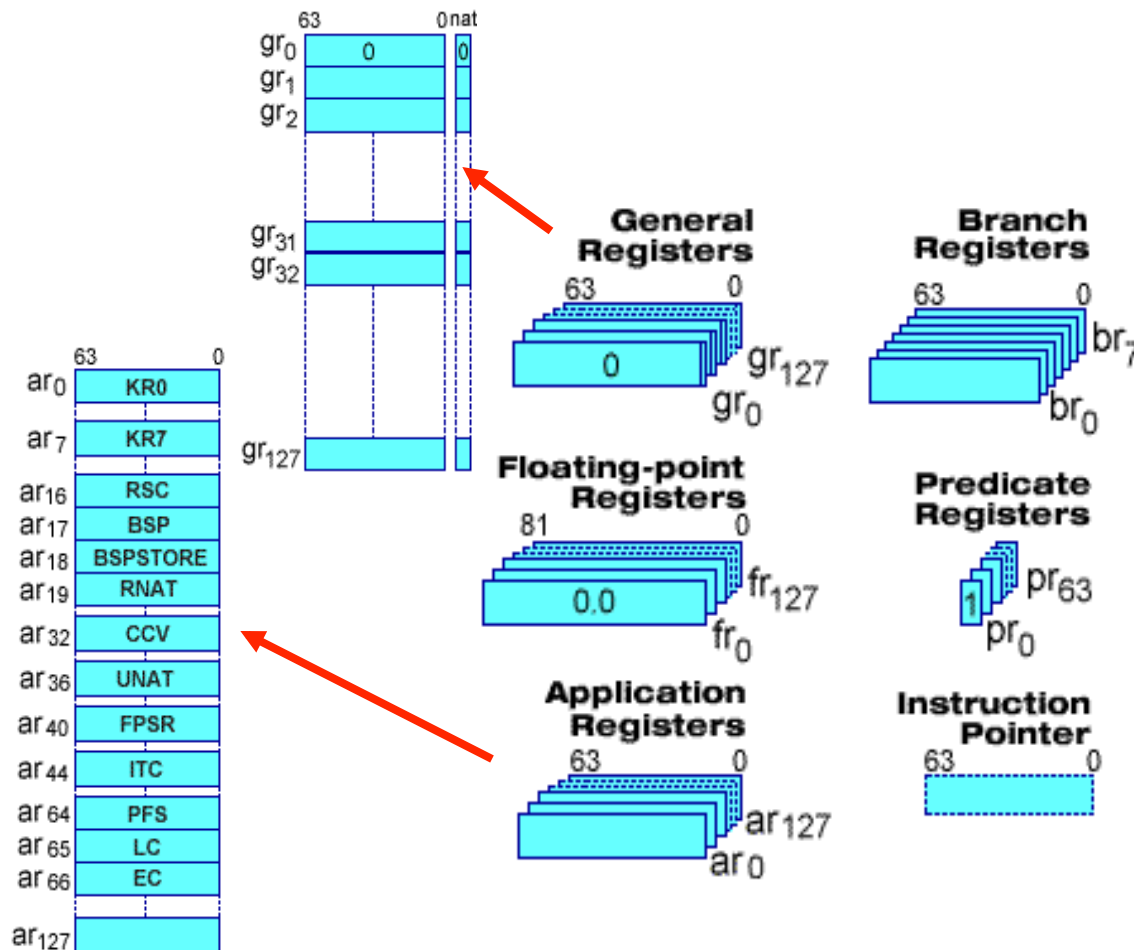 63 0 nat
gr0 0 0
gr1
gr2
gr31
gr32
gr127
63 0
ar0 KR0
ar7 KR7
ar16 RSC
ar17 BSP
ar18 BSPSTORE
ar19 RNAT
ar32 CCV
ar36 UNAT
ar40 FPSR
ar44 ITC
ar64 PFS
ar65 LC
ar66 EC
ar127
General
Registers
63 0
0
gr127
gr0
Branch
Registers
63 0
br7
br0
Floating-point
Registers
81 0
0.0
fr127
fr0
Predicate
Registers
1
pr63
pr0
Application
Registers
63 0
ar127
ar0
Instruction
Pointer
63 0